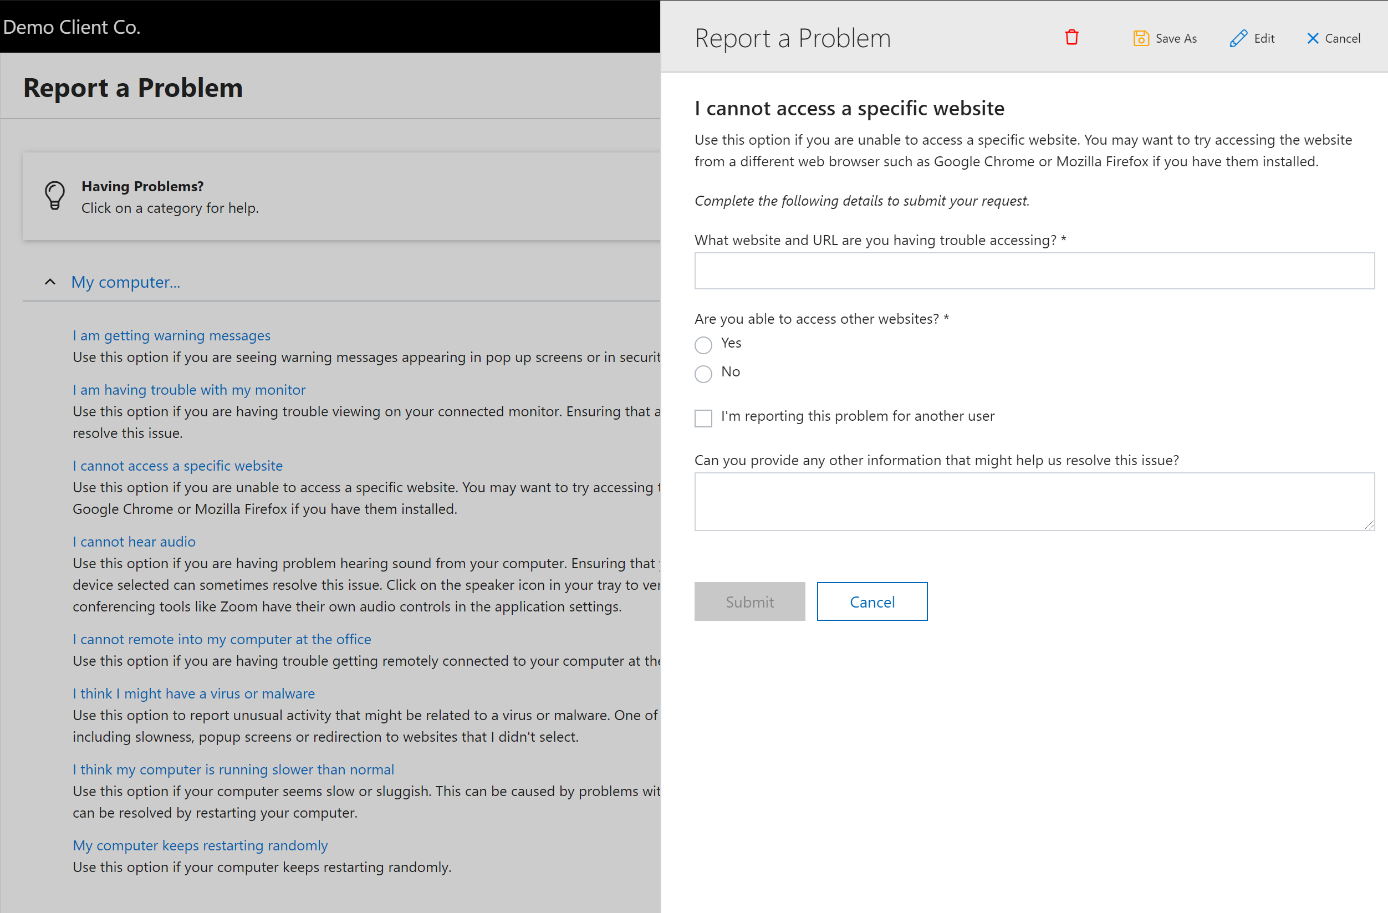 Demo Client Co.
Report a Problem
Having Problems?
Click on a category for help.
My computer...
I am getting warning messages
Use this option if you are seeing warning messages appearing in pop up screens or in securit
I am having trouble with my monitor
Use this option if you are having trouble viewing on your connected monitor. Ensuring that a
resolve this issue.
I cannot access a specific website
Use this option if you are unable to access a specific website. You may want to try accessing
Google Chrome or Mozilla Firefox if you have them installed.
I cannot hear audio
Use this option if you are having problem hearing sound from your computer. Ensuring that
device selected can sometimes resolve this issue. Click on the speaker icon in your tray to ver
conferencing tools like Zoom have their own audio controls in the application settings.
I cannot remote into my computer at the office
Use this option if you are having trouble getting remotely connected to your computer at the
I think I might have a virus or malware
Use this option to report unusual activity that might be related to a virus or malware. One of
including slowness, popup screens or redirection to websites that I didn't select.
I think my computer is running slower than normal
Use this option if your computer seems slow or sluggish. This can be caused by problems wit
can be resolved by restarting your computer.
My computer keeps restarting randomly
Use this option if your computer keeps restarting randomly.
Report a Problem
Save As
Edit
Cancel
I cannot access a specific website
Use this option if you are unable to access a specific website. You may want to try accessing the website
from a different web browser such as Google Chrome or Mozilla Firefox if you have them installed.
Complete the following details to submit your request.
What website and URL are you having trouble accessing? *
Are you able to access other websites? *
Yes
No
I'm reporting this problem for another user
Can you provide any other information that might help us resolve this issue?
Submit
Cancel